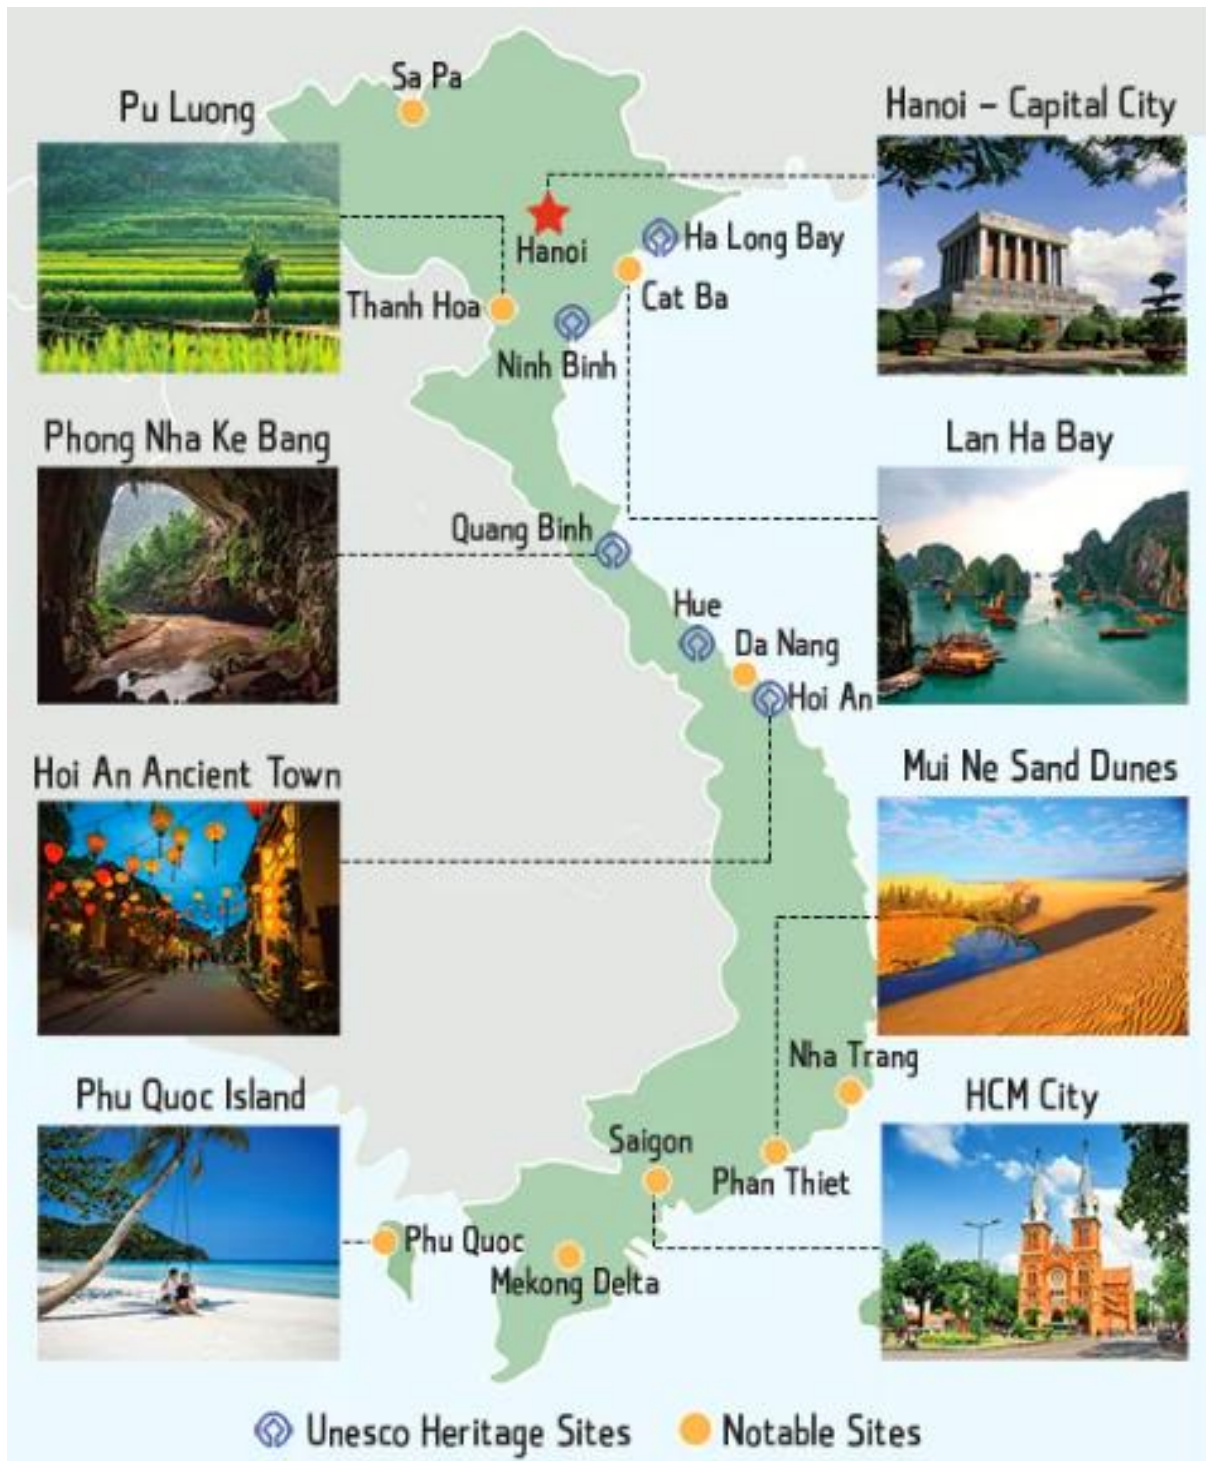 Sa Pa
Pu Luong
Hanoi - Capital City
Hanoi
Ha Long Bay
Cat Ba
Thanh Hoa
Ninh Binh
Phong Nha Ke Bang
Lan Ha Bay
Quang Binh
Hue
Da Nang
Hoi An
Hoi An Ancient Town
Mui Ne Sand Dunes
Nha Trang
Phu Quoc Island
HCM City
Saigon
Phan Thiet
Phu Quoc
Mekong Delta
Unesco Heritage Sites
Notable Sites